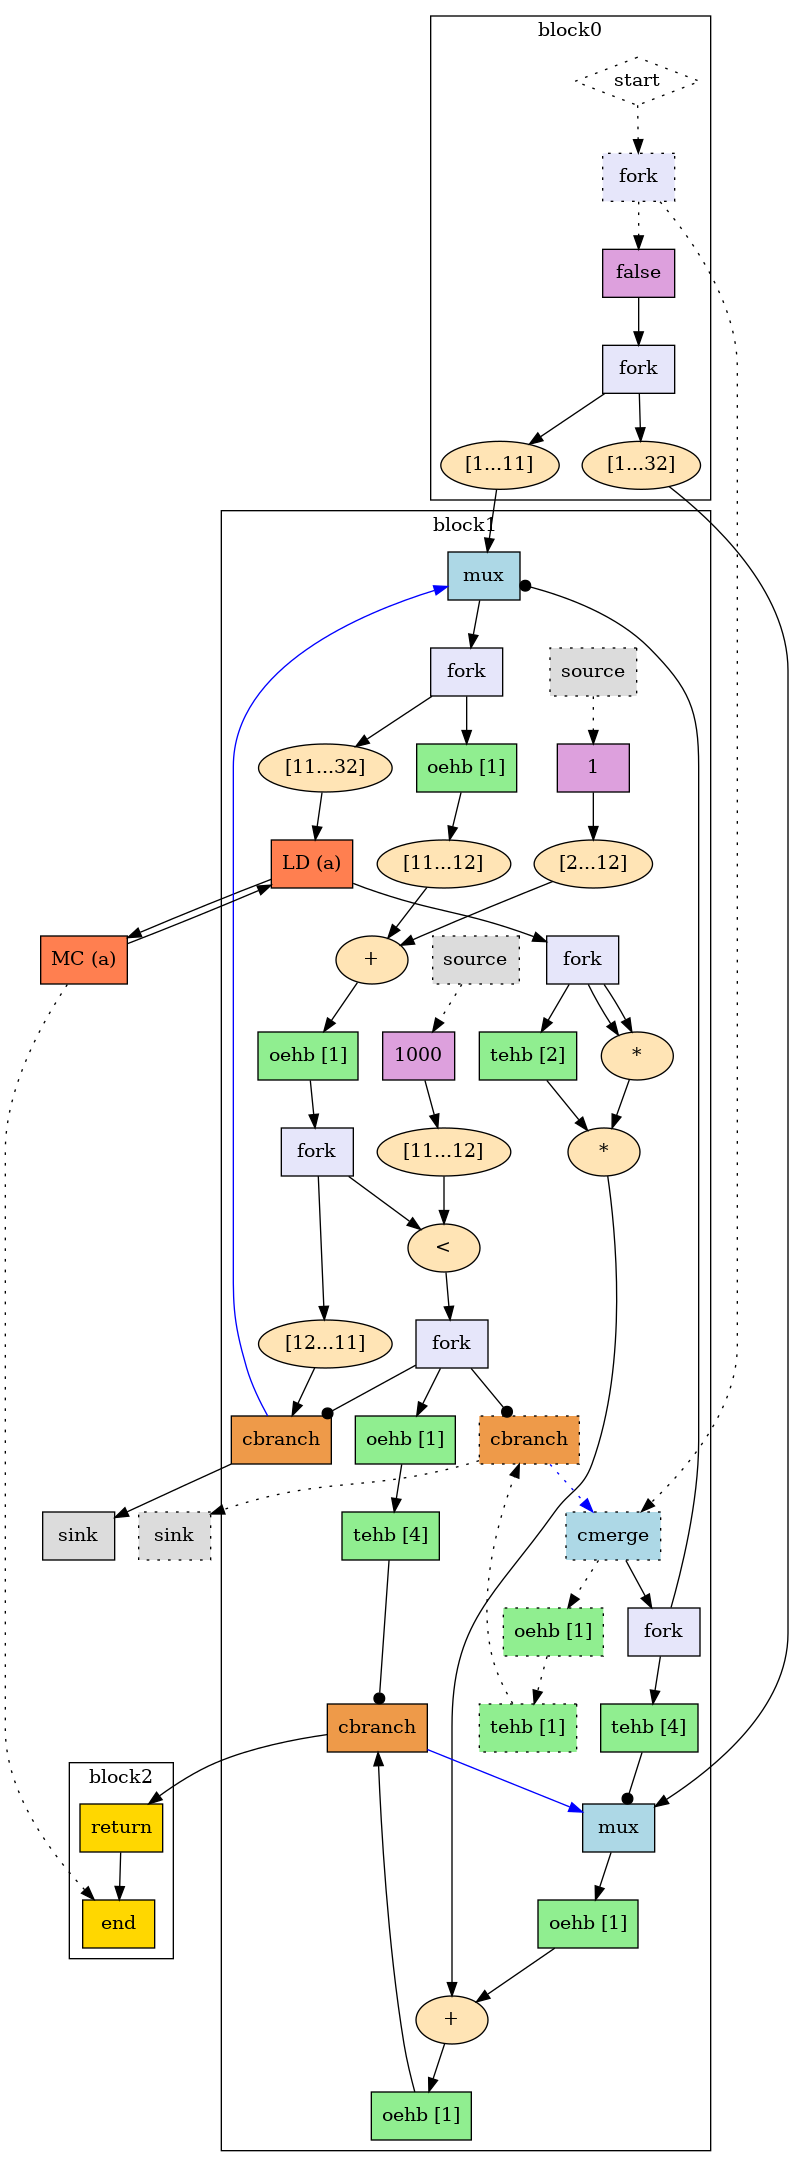 block0
start
fork
false
fork
[1...11] [1...32]
block1
mux
fork source
[11...32] oehb [1] 1
LD (a) [11...12] [2...12]
MC (a) + source fork
oehb [1] 1000 tehb [2] *
fork [11...12] *
<
[12...11] fork
cbranch oehb [1] cbranch
sink sink tehb [4] cmerge
oehb [1] fork
cbranch tehb [1] tehb [4]
block2
return mux
end oehb [1]
+
oehb [1]